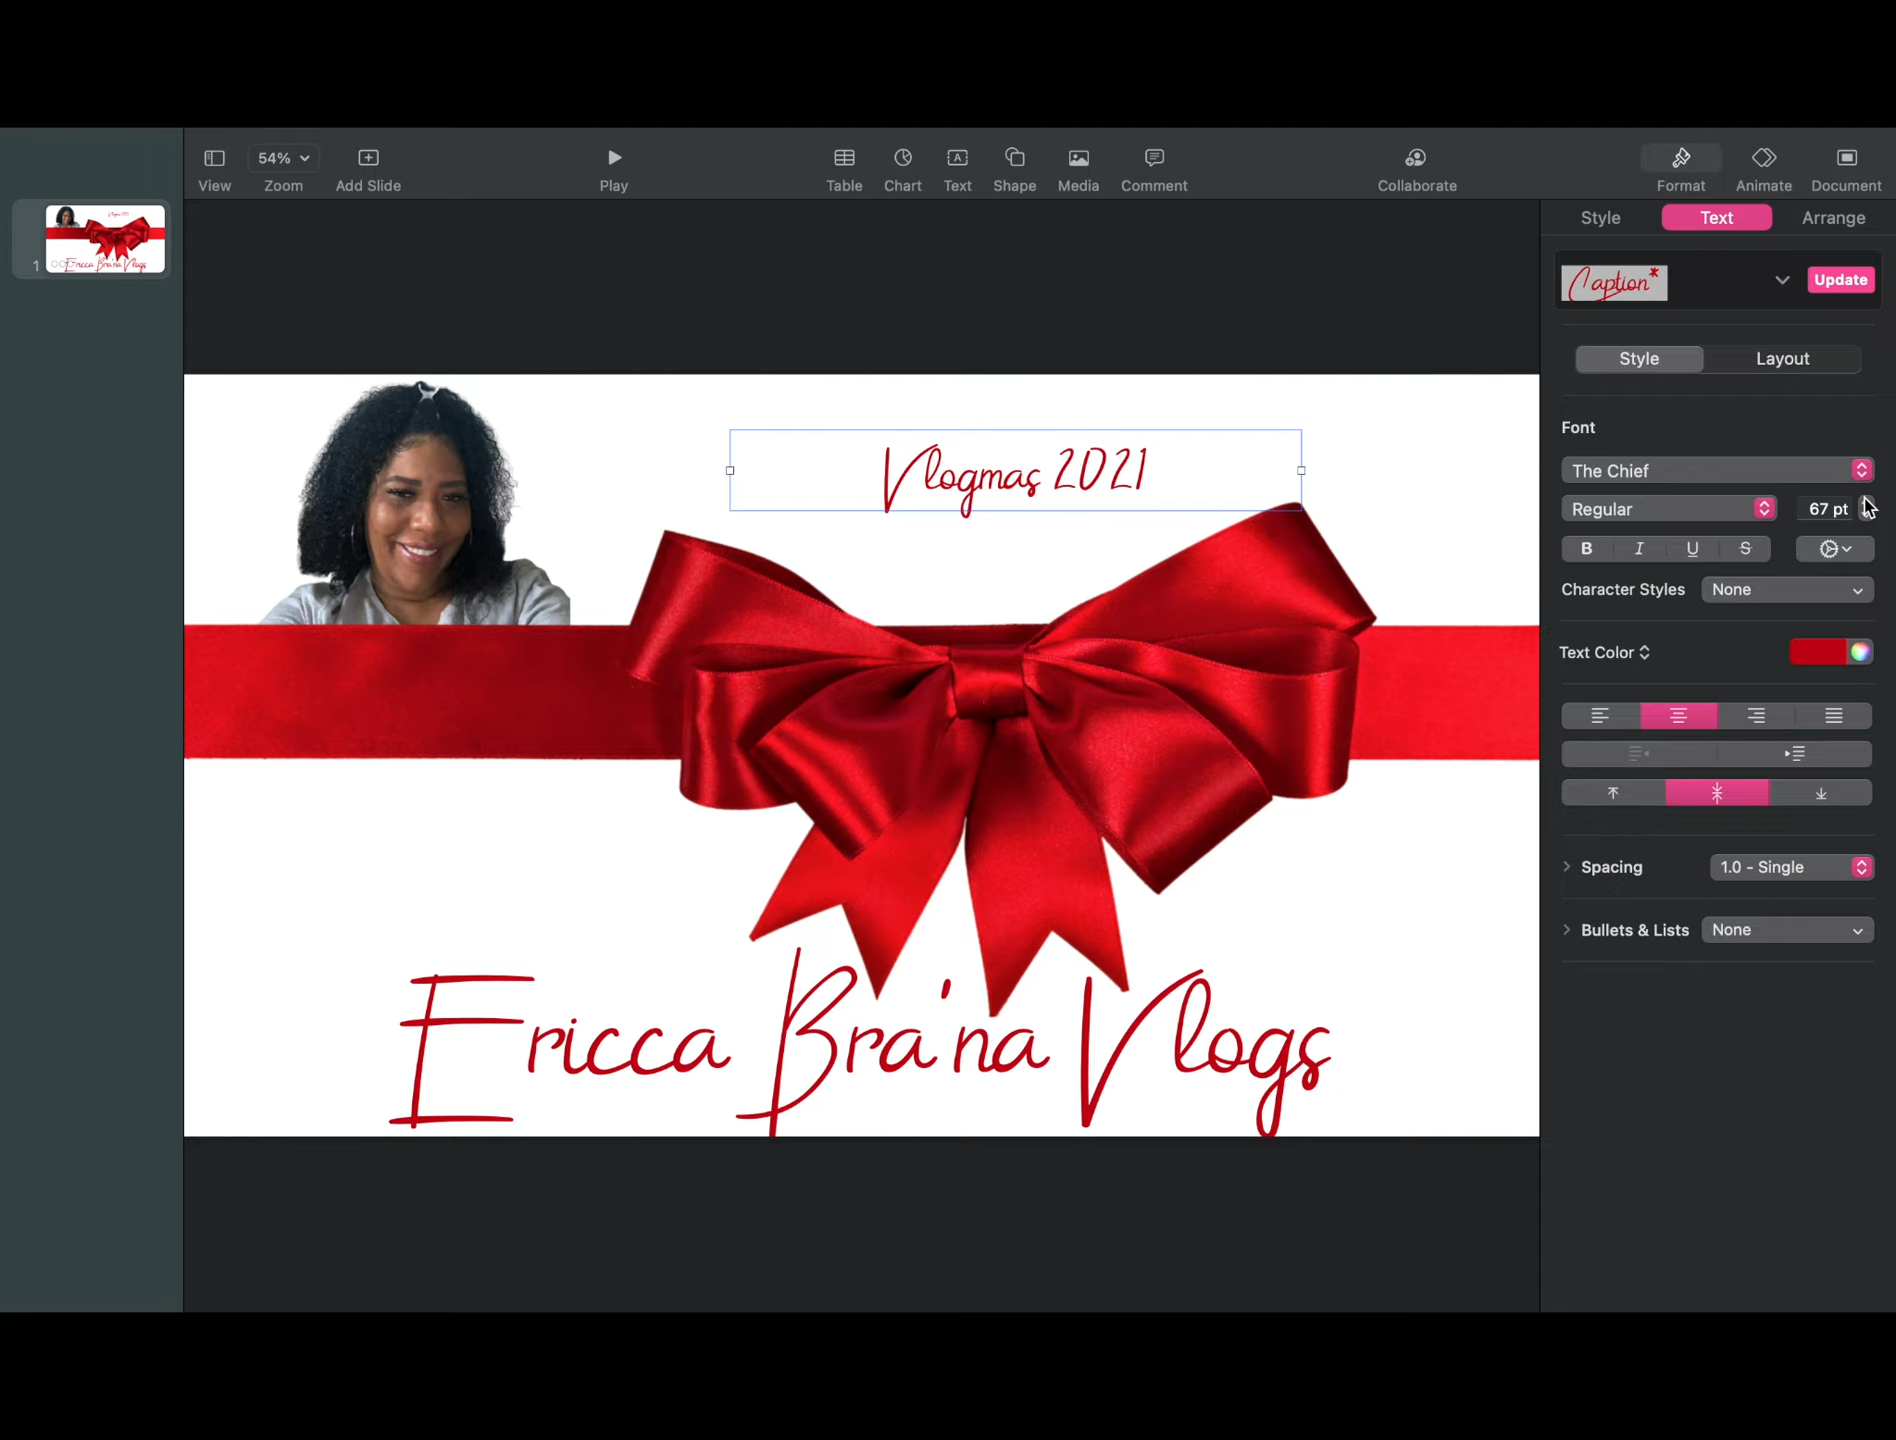 54%
View
Zoom
Add Slide
Play
Table
Chart
Text
Shape
Media
Comment
Collaborate
Format
Animate
Document
Style
Text
Arrange
1
Caption*
Update
Style
Layout
Font
The Chief
Regular
67 pt
B I U S
Character Styles
None
Text Color
Spacing
1.0 - Single
Bullets & Lists
None
Vlogmas 2021
Ericca Bra'na Vlogs